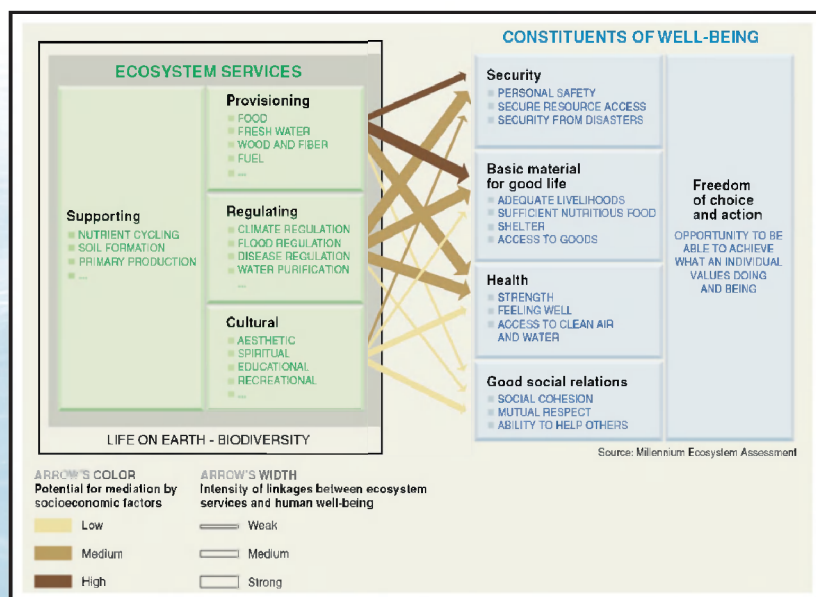 CONSTITUENTS OF WELL-BEING
ECOSYSTEM SERVICES
Supporting
NUTRIENT CYCLING
SOIL FORMATION
PRIMARY PRODUCTION
...
Provisioning
FOOD
FRESH WATER
WOOD AND FIBER
FUEL
...
Regulating
CLIMATE REGULATION
FLOOD REGULATION
DISEASE REGULATION
WATER PURIFICATION
...
Cultural
AESTHETIC
SPIRITUAL
EDUCATIONAL
RECREATIONAL
...
LIFE ON EARTH - BIODIVERSITY
Security
PERSONAL SAFETY
SECURE RESOURCE ACCESS
SECURITY FROM DISASTERS
Basic material
for good life
ADEQUATE LIVELIHOODS
SUFFICIENT NUTRITIOUS FOOD
SHELTER
ACCESS TO GOODS
Health
STRENGTH
FEELING WELL
ACCESS TO CLEAN AIR
AND WATER
Good social relations
SOCIAL COHESION
MUTUAL RESPECT
ABILITY TO HELP OTHERS
Freedom
of choice
and action
OPPORTUNITY TO BE
ABLE TO ACHIEVE
WHAT AN INDIVIDUAL
VALUES DOING
AND BEING
Source: Millennium Ecosystem Assessment
ARROW'S COLOR
Potential for mediation by
socioeconomic factors
Low
Medium
High
ARROW'S WIDTH
Intensity of linkages between ecosystem
services and human well-being
Weak
Medium
Strong